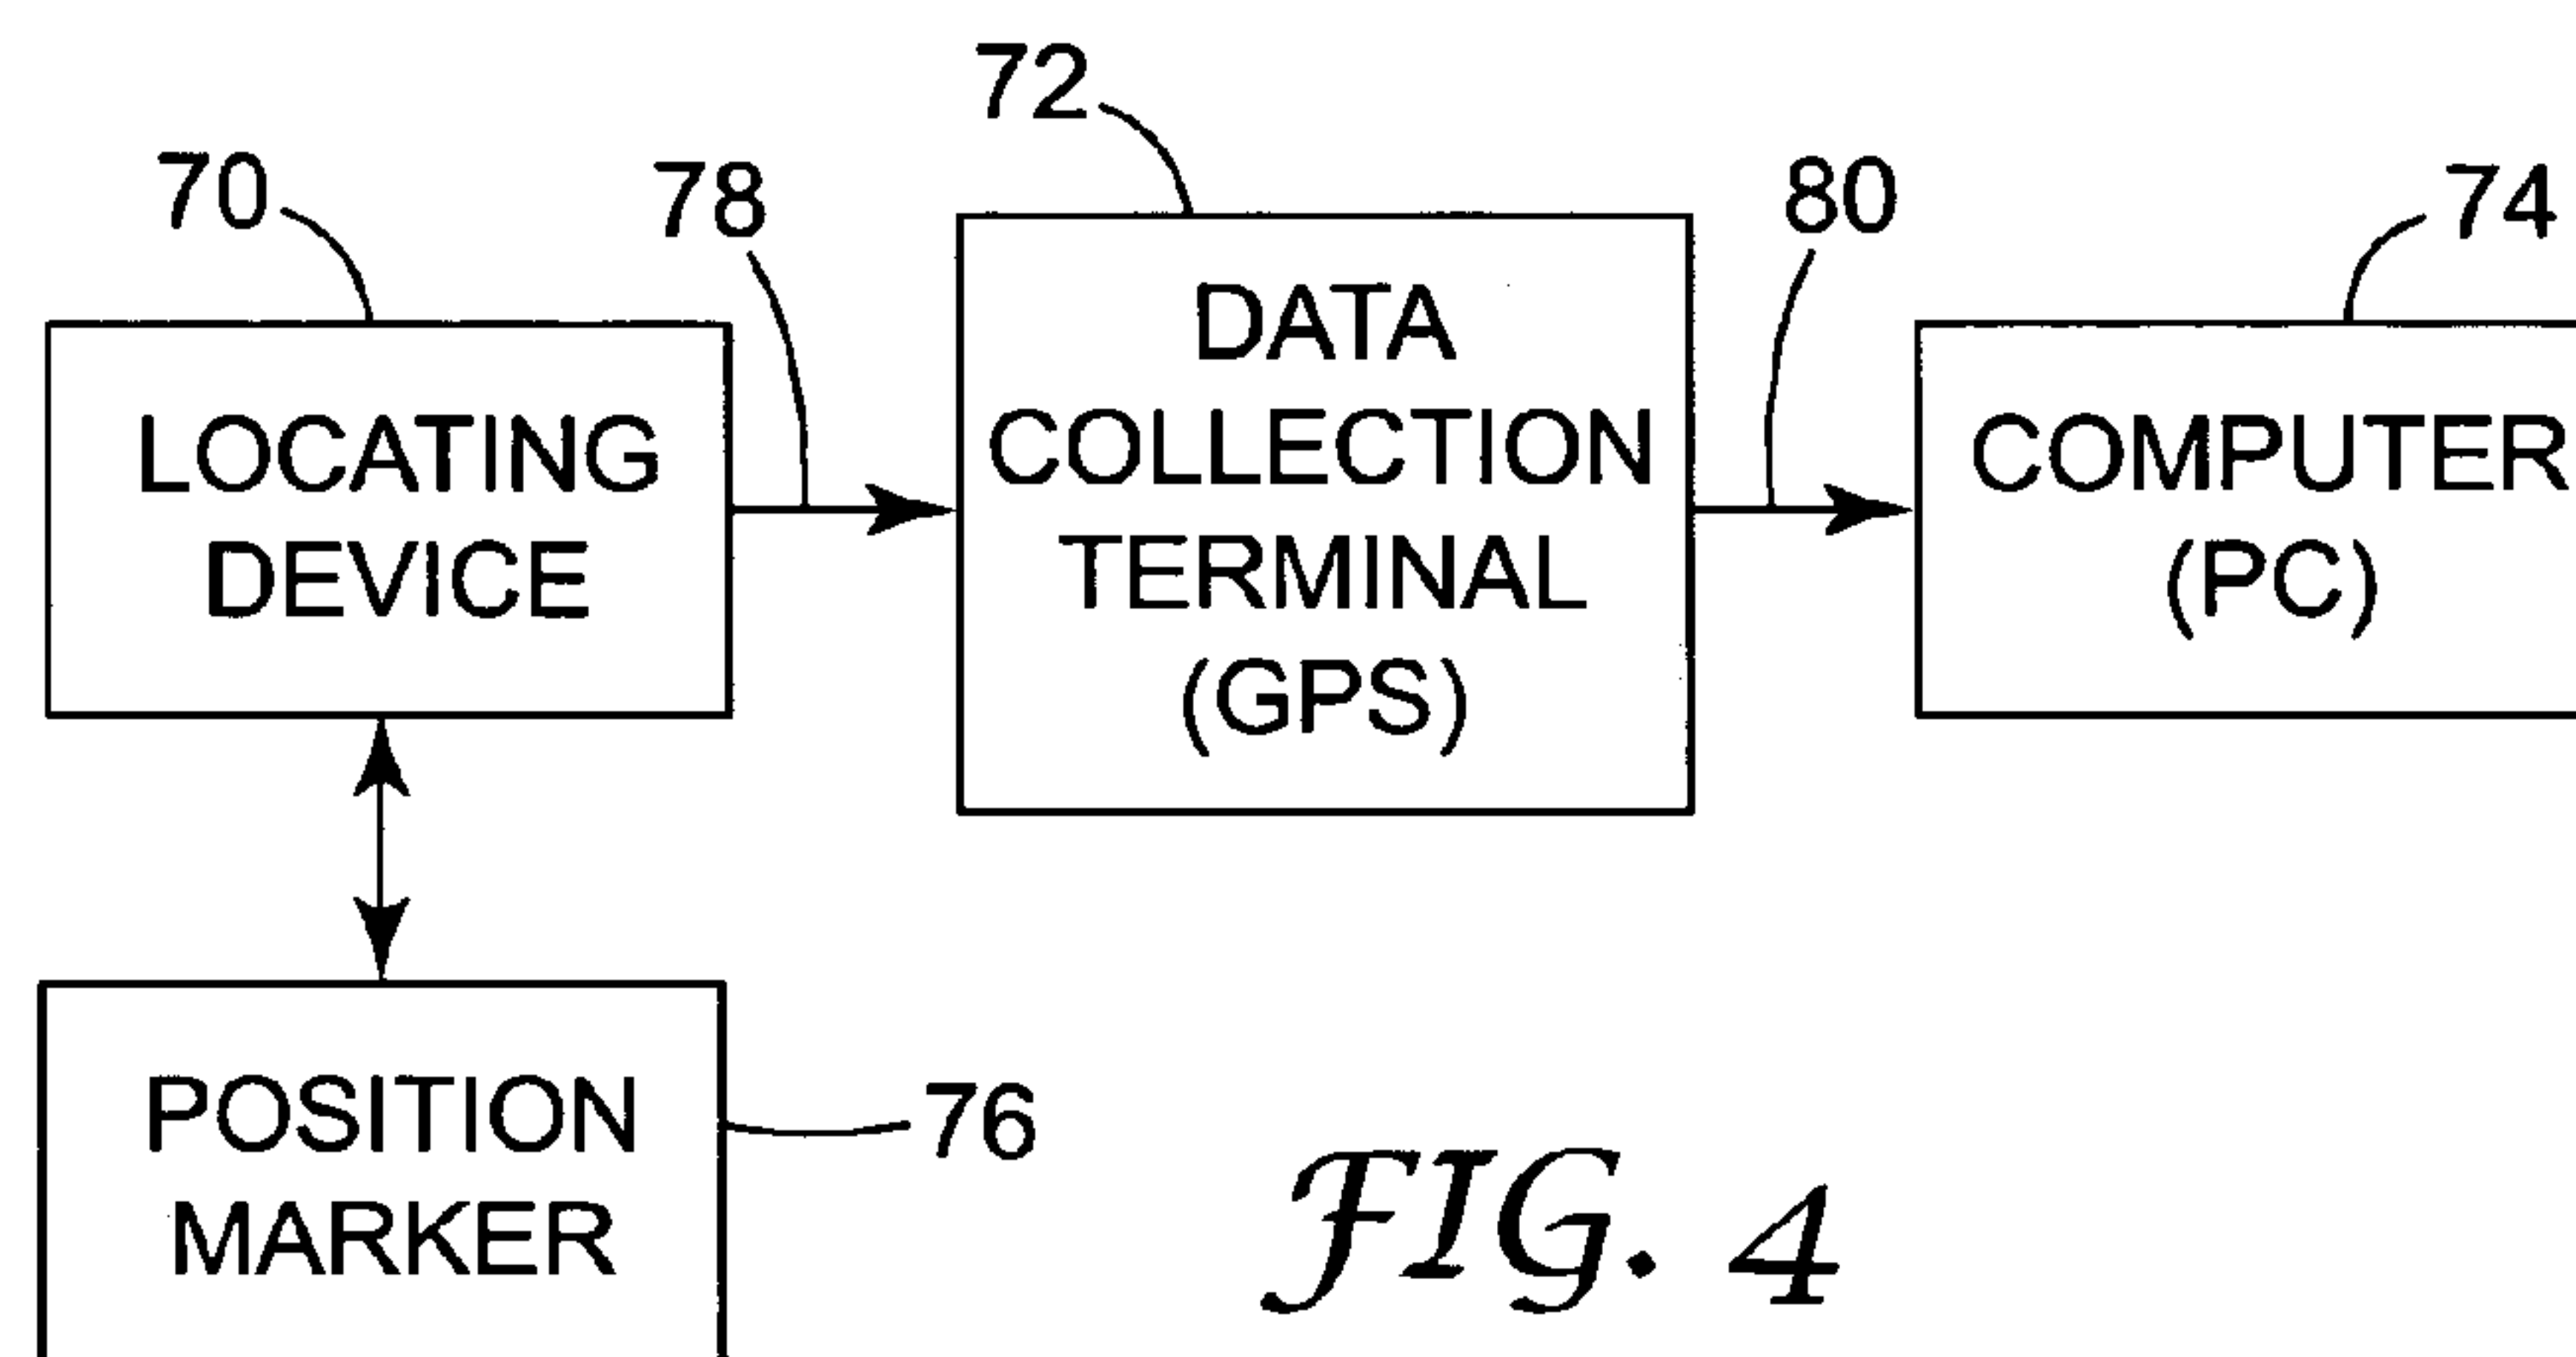 72
70
78
80
74
LOCATING
DEVICE
DATA
COLLECTION
TERMINAL
(GPS)
COMPUTER
(PC)
POSITION
MARKER
76
FIG. 4